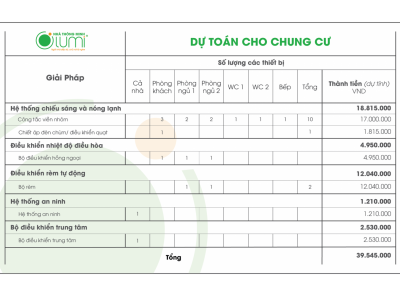 NHÀ THÔNG MINH
Lumi
DỰ TOÁN CHO CHUNG CƯ
Giải Pháp
Số lượng các thiết bị
Cả nhà
Phòng khách
Phòng ngủ 1
Phòng ngủ 2
WC 1
WC 2
Bếp
Tổng
Thành tiền (dự tính)
VND
Hệ thống chiếu sáng và nóng lạnh 18.815.000
Công tắc viền nhôm 3 2 2 1 1 1 10 17.000.000
Chiết áp đèn chùm/ điều khiển quạt 1 1 1.815.000
Điều khiển nhiệt độ điều hòa 4.950.000
Bộ điều khiển hồng ngoại 1 1 1 4.950.000
Điều khiển rèm tự động 12.040.000
Bộ rèm 1 1 2 12.040.000
Hệ thống an ninh 1.210.000
Hệ thống an ninh 1 1.210.000
Bộ điều khiển trung tâm 2.530.000
Bộ điều khiển trung tâm 1 2.530.000
Tổng 39.545.000